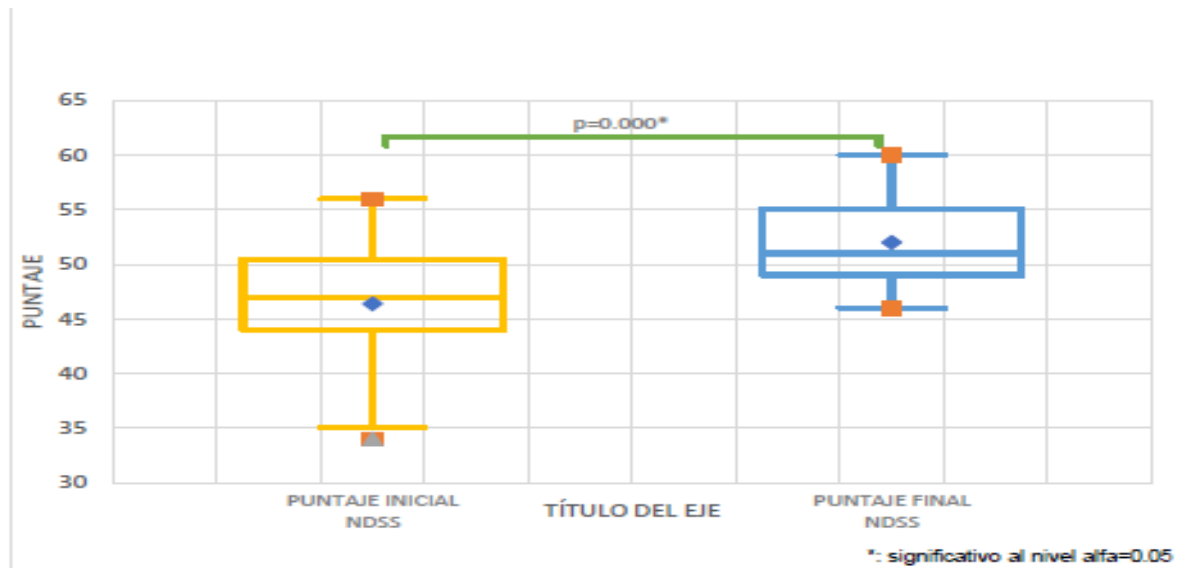 65
p=0.000*
60
55
50
45
40
35
30
PUNTAJE
PUNTAJE INICIAL
NDSS
TÍTULO DEL EJE
PUNTAJE FINAL
NDSS
*: significativo al nivel alfa=0.05